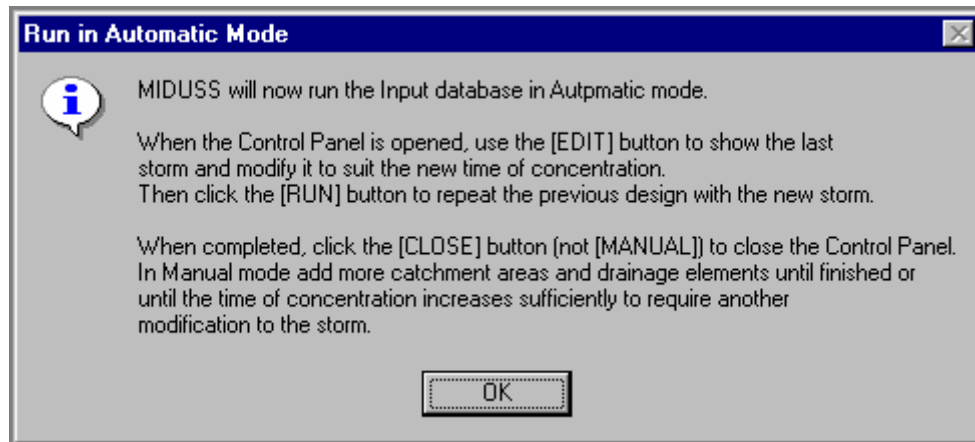 Run in Automatic Mode
MIDUSS will now run the Input database in Autpmatic mode.
When the Control Panel is opened, use the [EDIT] button to show the last
storm and modify it to suit the new time of concentration.
Then click the [RUN] button to repeat the previous design with the new storm.
When completed, click the [CLOSE] button (not [MANUAL]) to close the Control Panel.
In Manual mode add more catchment areas and drainage elements until finished or
until the time of concentration increases sufficiently to require another
modification to the storm.
OK